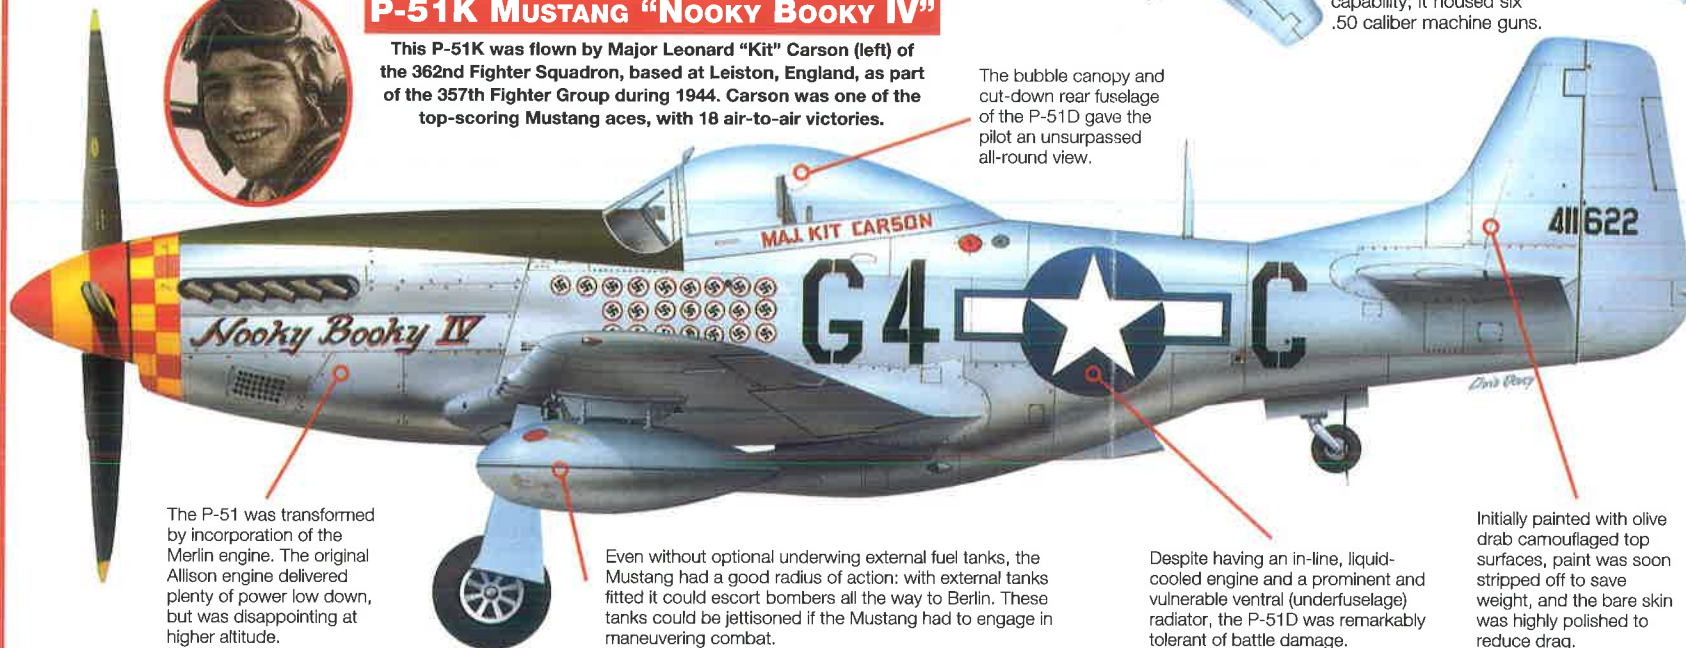 P-51K MUSTANG “NOOKY BOOKY IV”
This P-51K was flown by Major Leonard “Kit” Carson (left) of
the 362nd Fighter Squadron, based at Leiston, England, as part
of the 357th Fighter Group during 1944. Carson was one of the
top-scoring Mustang aces, with 18 air-to-air victories.
capability, it housed six
.50 caliber machine guns.
The bubble canopy and
cut-down rear fuselage
of the P-51D gave the
pilot an unsurpassed
all-round view.
MAJ. KIT CARSON
411622
G4 C
Nooky Booky IV
The P-51 was transformed
by incorporation of the
Merlin engine. The original
Allison engine delivered
plenty of power low down,
but was disappointing at
higher altitude.
Even without optional underwing external fuel tanks, the
Mustang had a good radius of action: with external tanks
fitted it could escort bombers all the way to Berlin. These
tanks could be jettisoned if the Mustang had to engage in
maneuvering combat.
Despite having an in-line, liquid-
cooled engine and a prominent and
vulnerable ventral (underfuselage)
radiator, the P-51D was remarkably
tolerant of battle damage.
Initially painted with olive
drab camouflaged top
surfaces, paint was soon
stripped off to save
weight, and the bare skin
was highly polished to
reduce drag.